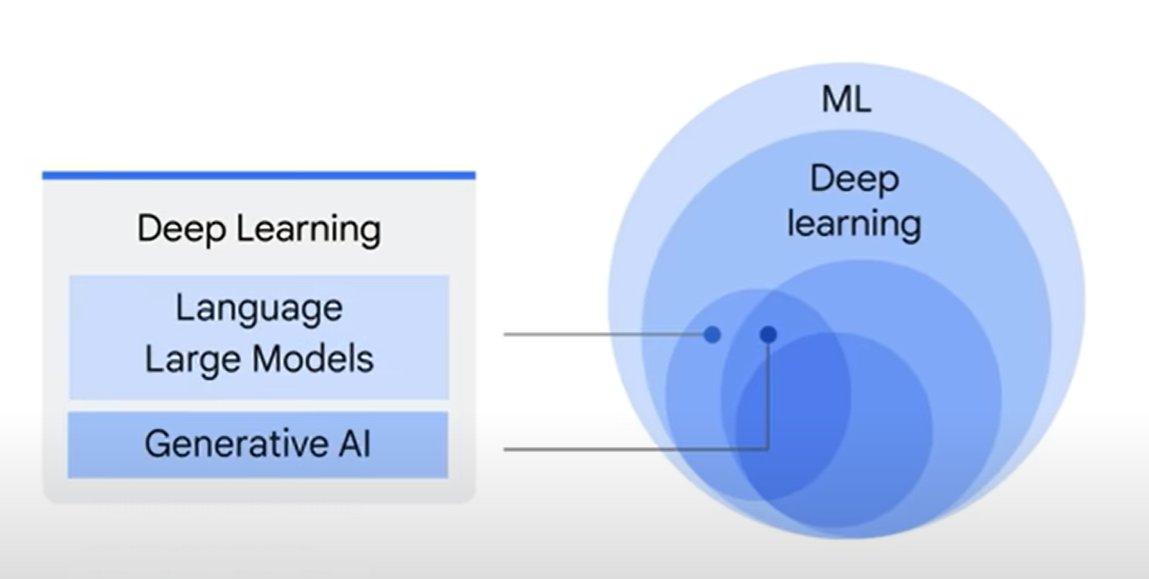 Deep Learning
Language
Large Models
Generative AI
ML
Deep
learning